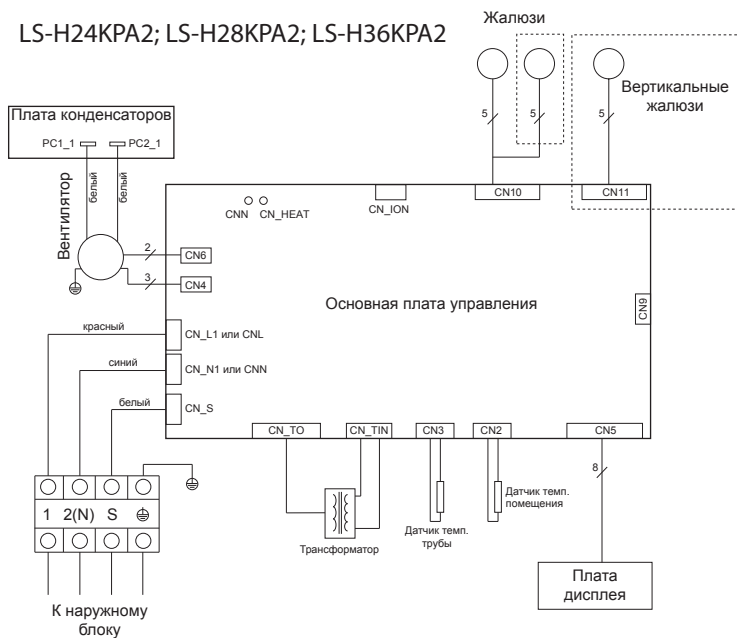 LS-H24KPA2; LS-H28KPA2; LS-H36KPA2
Жалюзи
Вертикальные
жалюзи
5
5
5
Плата конденсаторов
PC1_1
PC2_1
белый
белый
Вентилятор
CNN
CN_HEAT
CN_ION
CN10
CN11
2
CN6
3
CN4
Основная плата управления
CN9
красный
CN_L1 или CNL
синий
CN_N1 или CNN
белый
CN_S
CN_TO
CN_TIN
CN3
CN2
CN5
8
1 2(N) S
Трансформатор
Датчик темп.
трубы
Датчик темп.
помещения
Плата
дисплея
К наружному
блоку